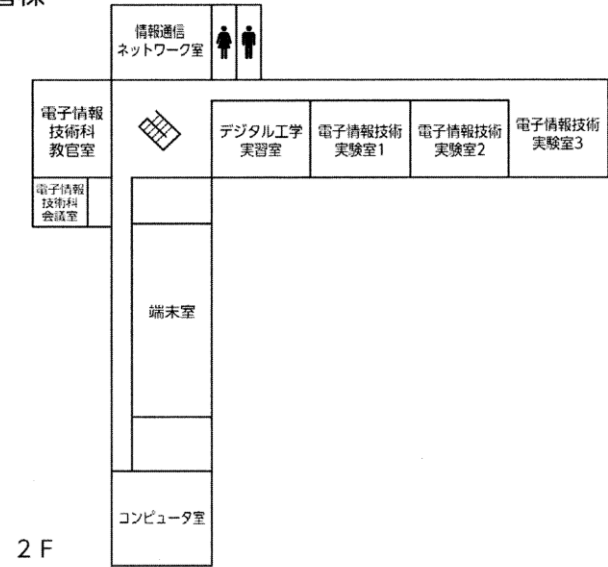 情報通信
ネットワーク室
電子情報
技術科
教官室
デジタル工学
実習室
電子情報技術
実験室1
電子情報技術
実験室2
電子情報技術
実験室3
電子情報
技術科
会議室
端末室
コンピュータ室
2 F